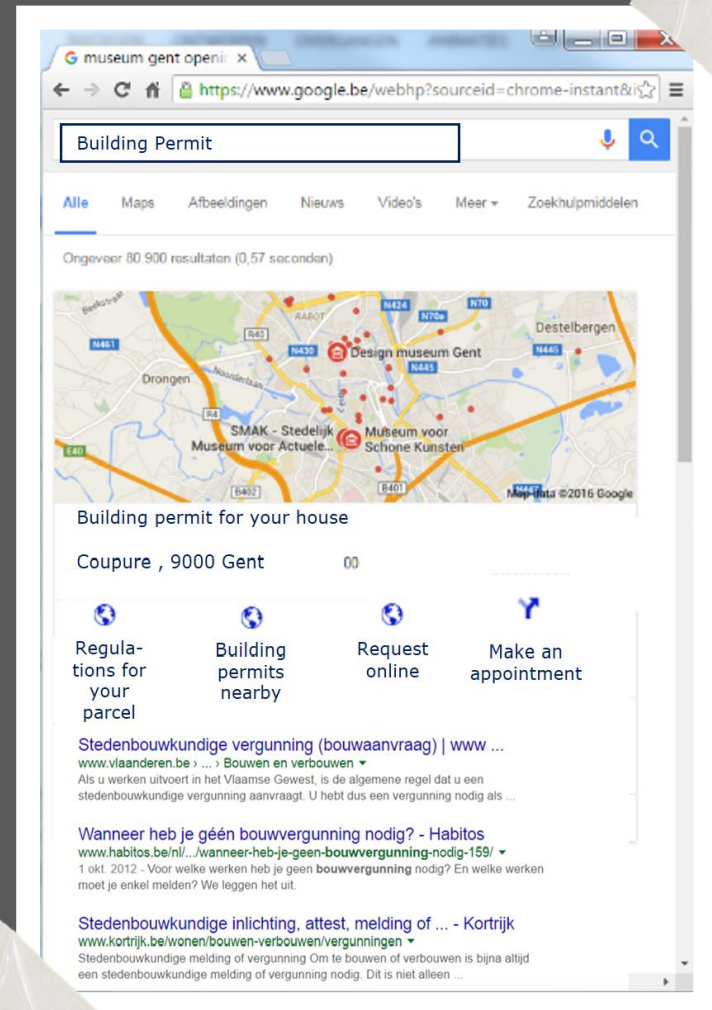 museum gent openin
https://www.google.be/webhp?sourceid=chrome-instant&i
Building Permit
Alle Maps Afbeeldingen Nieuws Video's Meer Zoekhulpmiddelen
Ongeveer 80.900 resultaten (0,57 seconden)
N424
N70
RABOT
N70a
R40
Destelbergen
N461
N430
Design museum Gent
N445
N445
Drongen
R4
SMAK - Stedelijk
Museum voor Actuele...
Museum voor
Schone Kunsten
E40
B402
B401
Map data ©2016 Google
Building permit for your house
Coupure , 9000 Gent
Regula-
tions for
your
parcel
Building
permits
nearby
Request
online
Make an
appointment
Stedenbouwkundige vergunning (bouwaanvraag) | www ...
www.vlaanderen.be › ... › Bouwen en verbouwen
Als u werken uitvoert in het Vlaamse Gewest, is de algemene regel dat u een
stedenbouwkundige vergunning aanvraagt. U hebt dus een vergunning nodig als ...
Wanneer heb je géén bouwvergunning nodig? - Habitos
www.habitos.be/nl/.../wanneer-heb-je-geen-bouwvergunning-nodig-159/
1 okt. 2012 - Voor welke werken heb je geen bouwvergunning nodig? En welke werken
moet je enkel melden? We leggen het uit.
Stedenbouwkundige inlichting, attest, melding of ... - Kortrijk
www.kortrijk.be/wonen/bouwen-verbouwen/vergunningen
Stedenbouwkundige melding of vergunning Om te bouwen of verbouwen is bijna altijd
een stedenbouwkundige melding of vergunning nodig. Dit is niet alleen ...